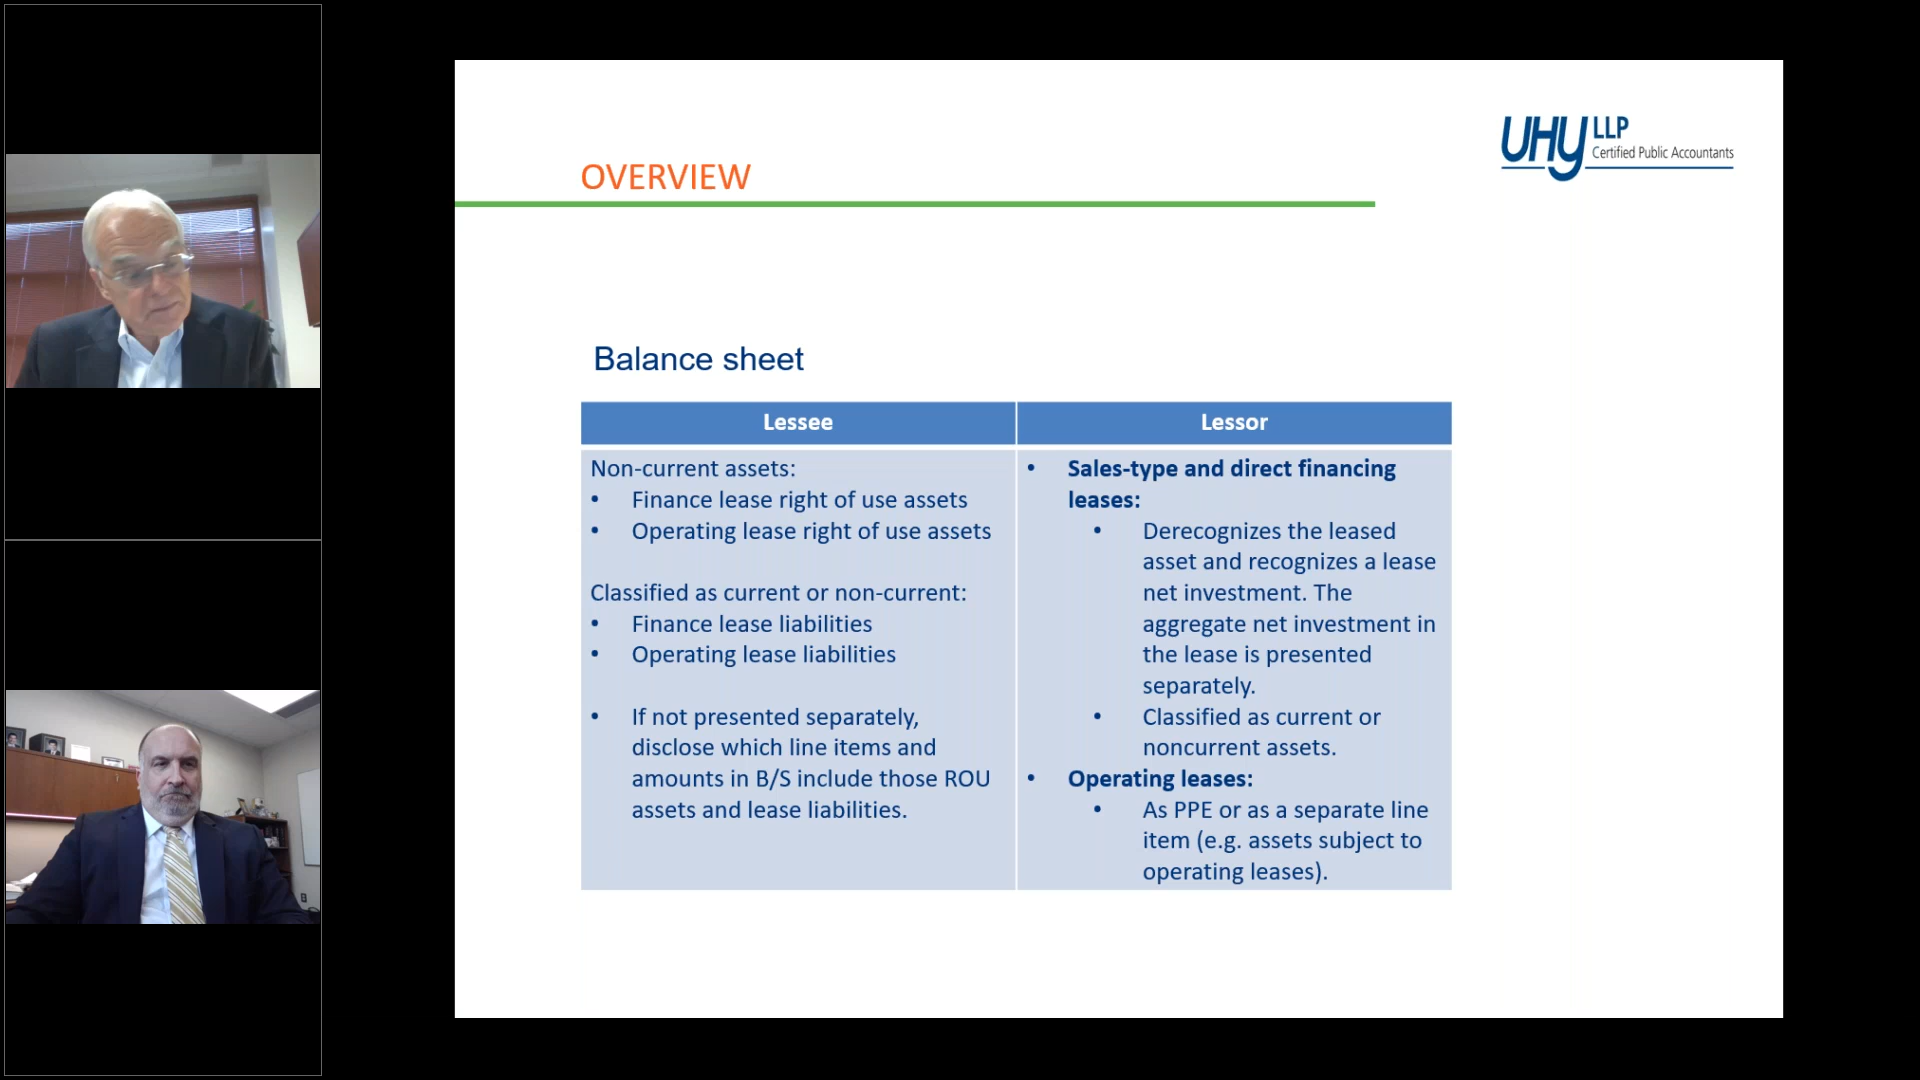 UHY LLP
Certified Public Accountants
OVERVIEW
Balance sheet
Lessee
Non-current assets:
• Finance lease right of use assets
• Operating lease right of use assets
Classified as current or non-current:
• Finance lease liabilities
• Operating lease liabilities
• If not presented separately,
disclose which line items and
amounts in B/S include those ROU
assets and lease liabilities.
Lessor
• Sales-type and direct financing
leases:
• Derecognizes the leased
asset and recognizes a lease
net investment. The
aggregate net investment in
the lease is presented
separately.
• Classified as current or
noncurrent assets.
• Operating leases:
• As PPE or as a separate line
item (e.g. assets subject to
operating leases).